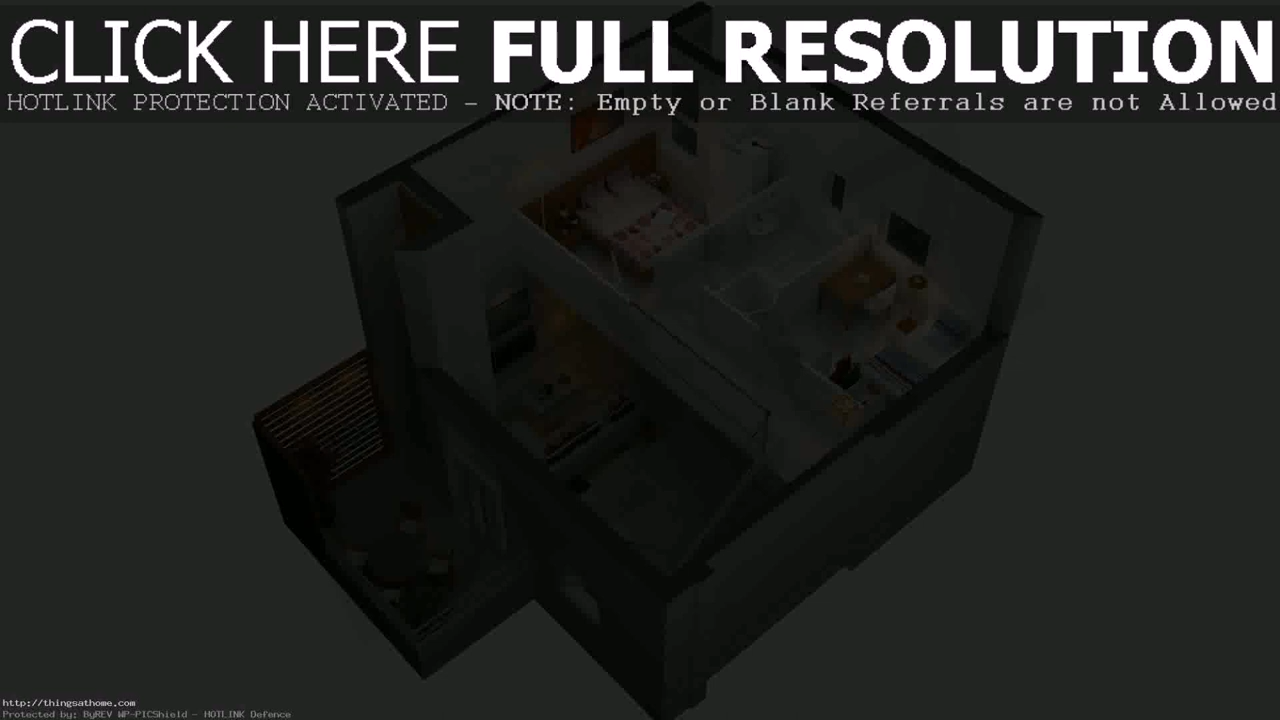 CLICK HERE FULL RESOLUTION
HOTLINK PROTECTION ACTIVATED – NOTE: Empty or Blank Referrals are not Allowed
http://thingsathome.com
Protected by: ByREV WP-PICShield - HOTLINK Defence